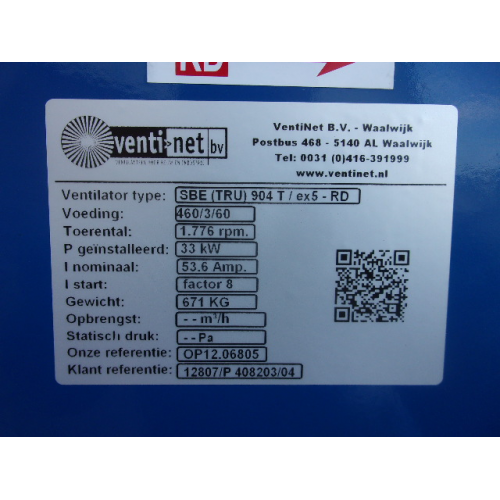 RD
venti-net bv
VentiNet B.V. - Waalwijk
Postbus 468 - 5140 AL Waalwijk
Tel: 0031 (0)416-391999
www.ventinet.nl
Ventilator type: SBE (TRU) 904 T / ex5 - RD
Voeding: 460/3/60
Toerental: 1.776 rpm.
P geïnstalleerd: 33 kW
I nominaal: 53.6 Amp.
I start: factor 8
Gewicht: 671 KG
Opbrengst: - - m³/h
Statisch druk: - - Pa
Onze referentie: OP12.06805
Klant referentie: 12807/P 408203/04